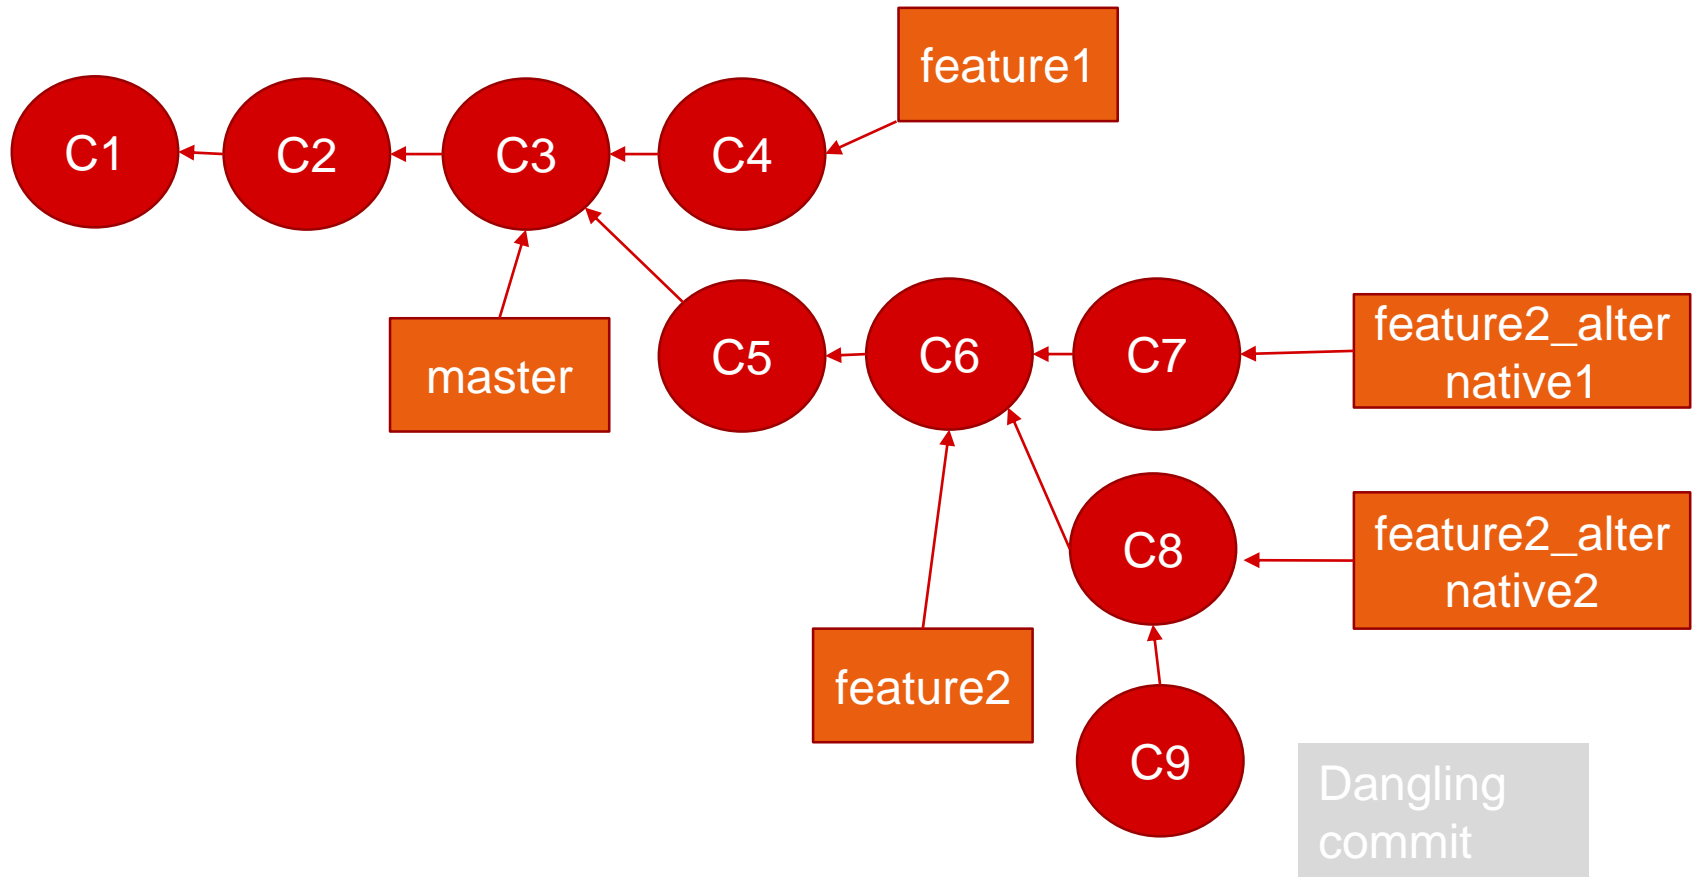 feature1
C1
C2
C3
C4
master
C5
C6
C7
feature2_alter
native1
C8
feature2_alter
native2
feature2
C9
Dangling
commit